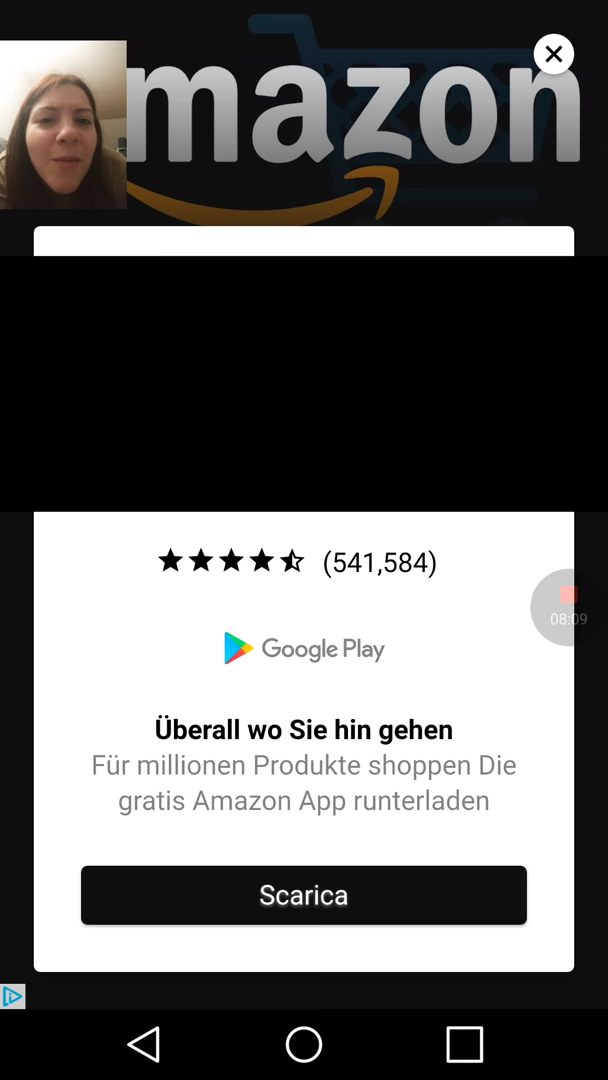 mazon
★★★★⯪ (541,584)
08:09
Google Play
Überall wo Sie hin gehen
Für millionen Produkte shoppen Die
gratis Amazon App runterladen
Scarica